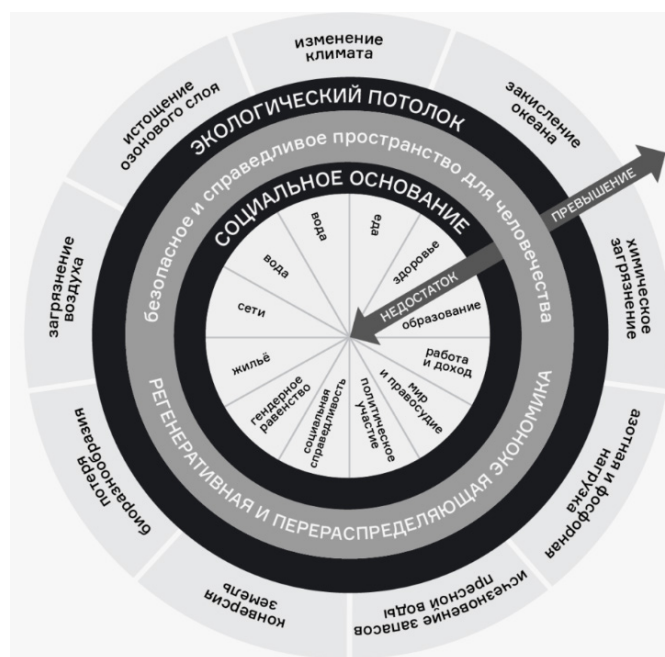 изменение
климата
закисление
океана
химическое
загрязнение
азотная и фосфорная
нагрузка
исчезновение запасов
пресной воды
конверсия
земель
потеря
биоразнообразия
загрязнение
воздуха
истощение
озонового слоя
ЭКОЛОГИЧЕСКИЙ ПОТОЛОК
безопасное и справедливое пространство для человечества
СОЦИАЛЬНОЕ ОСНОВАНИЕ
ПРЕВЫШЕНИЕ
НЕДОСТАТОК
вода
еда
здоровье
образование
работа
и доход
мир
и правосудие
политическое
участие
социальная
справедливость
гендерное
равенство
жильё
сети
вода
РЕГЕНЕРАТИВНАЯ И ПЕРЕРАСПРЕДЕЛЯЮЩАЯ ЭКОНОМИКА